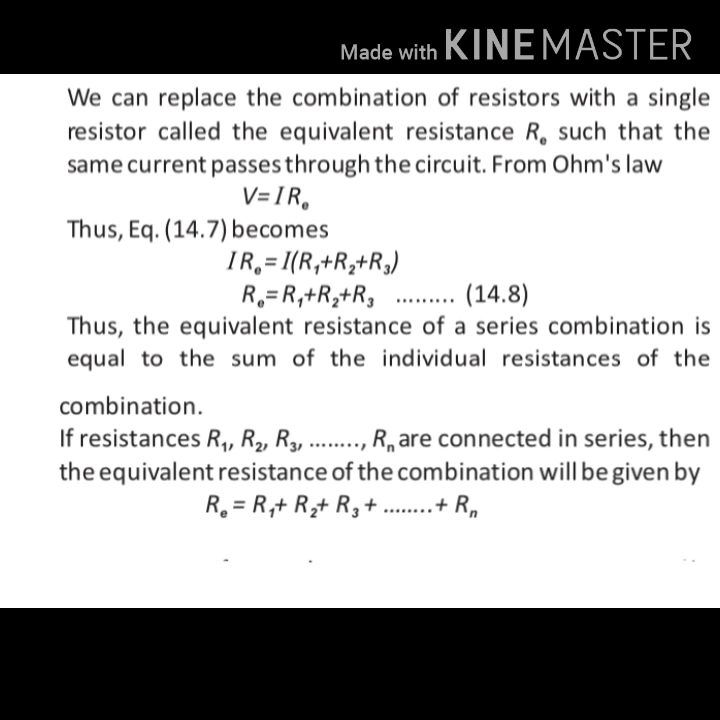 Made with KINEMASTER
We can replace the combination of resistors with a single
resistor called the equivalent resistance Rₑ such that the
same current passes through the circuit. From Ohm's law
V= I Rₑ
Thus, Eq. (14.7) becomes
I Rₑ= I(R₁+R₂+R₃)
Rₑ=R₁+R₂+R₃ ......... (14.8)
Thus, the equivalent resistance of a series combination is
equal to the sum of the individual resistances of the
combination.
If resistances R₁, R₂, R₃, ........, Rₙ are connected in series, then
the equivalent resistance of the combination will be given by
Rₑ = R₁+ R₂+ R₃ + ........+ Rₙ